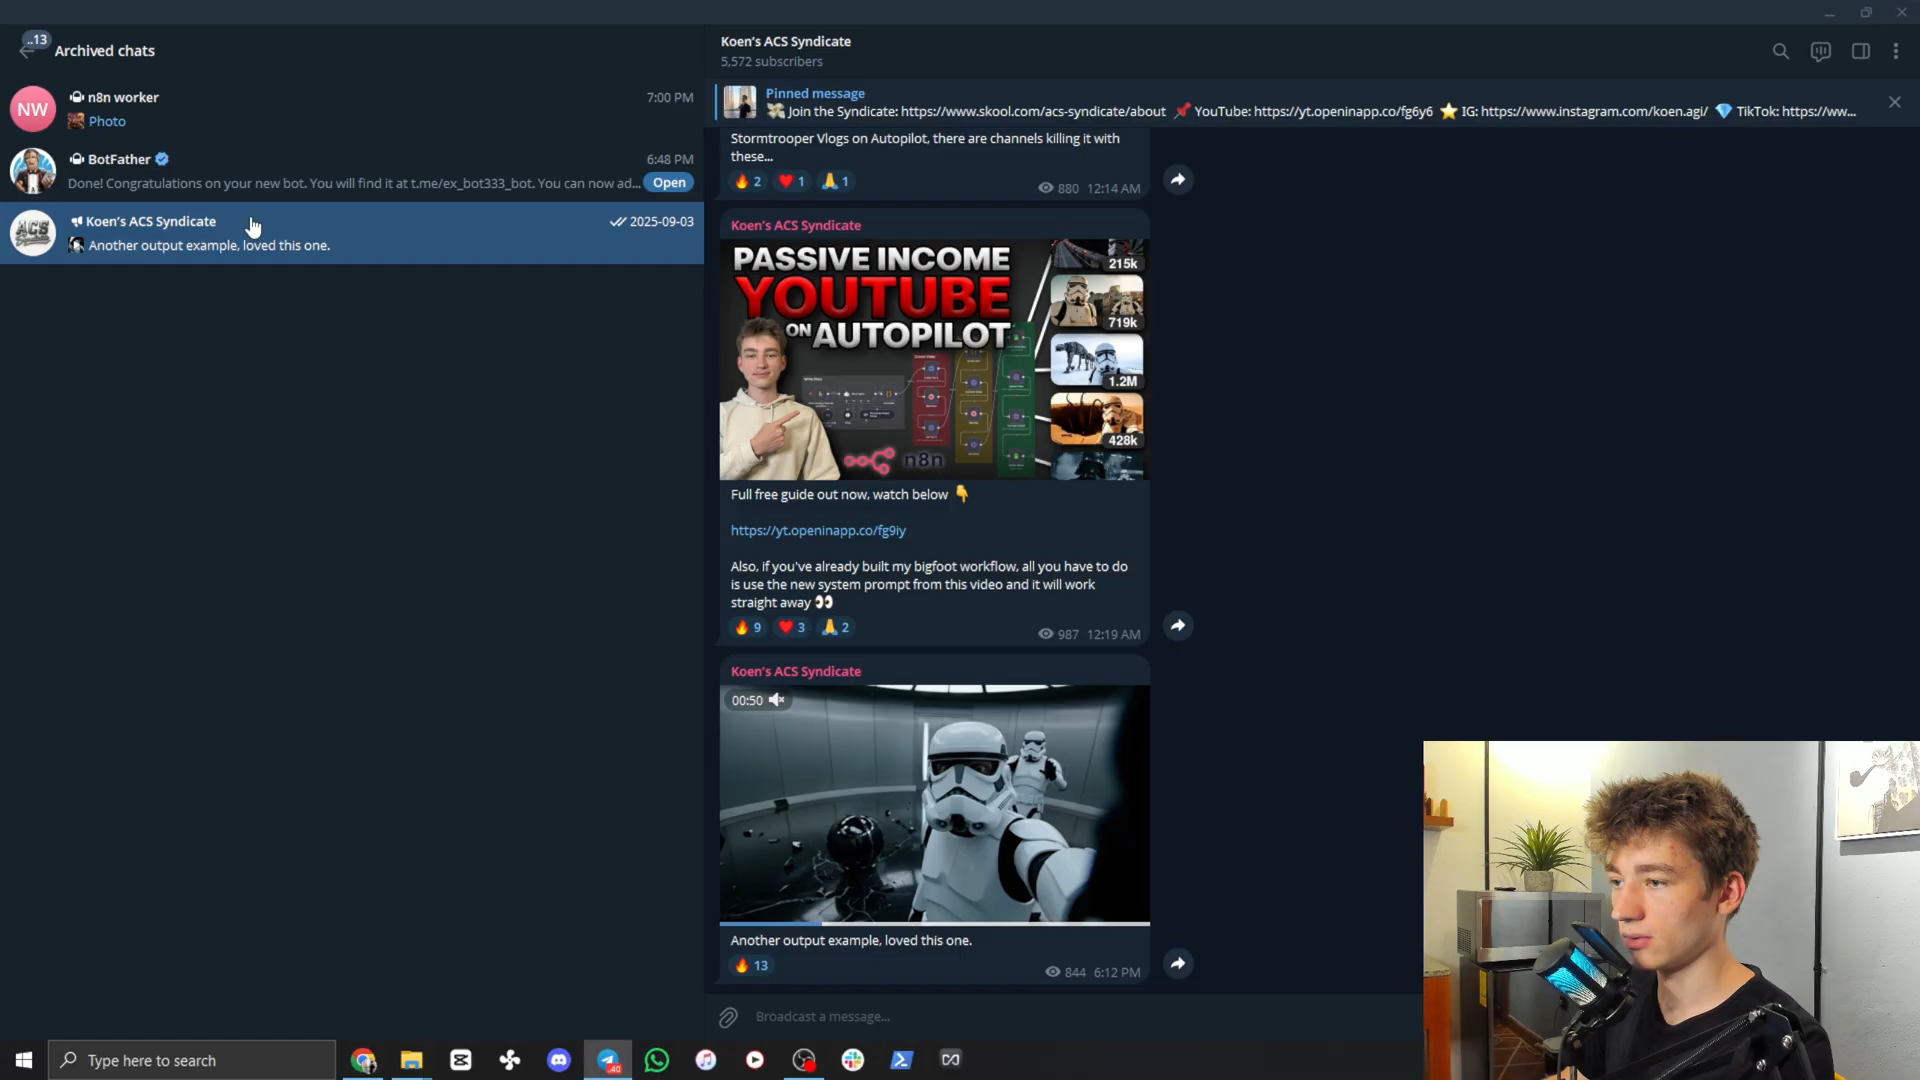 ..13
Archived chats
NW
n8n worker
7:00 PM
Photo
BotFather
6:48 PM
Done! Congratulations on your new bot. You will find it at t.me/ex_bot333_bot. You can now ad...
Open
ACS
Koen's ACS Syndicate
2025-09-03
Another output example, loved this one.
Koen's ACS Syndicate
5,572 subscribers
Pinned message
💸 Join the Syndicate: https://www.skool.com/acs-syndicate/about 📌 YouTube: https://yt.openinapp.co/fg6y6 ⭐ IG: https://www.instagram.com/koen.agi/ 💎 TikTok: https://ww...
Stormtrooper Vlogs on Autopilot, there are channels killing it with
these...
🔥 2 ❤️ 1 🙏 1
880 12:14 AM
Koen's ACS Syndicate
PASSIVE INCOME
YOUTUBE
ON AUTOPILOT
215k
719k
1.2M
428k
n8n
Full free guide out now, watch below 👇
https://yt.openinapp.co/fg9iy
Also, if you've already built my bigfoot workflow, all you have to do
is use the new system prompt from this video and it will work
straight away 👀
🔥 9 ❤️ 3 🙏 2
987 12:19 AM
Koen's ACS Syndicate
00:50
Another output example, loved this one.
🔥 13
844 6:12 PM
Broadcast a message...
Type here to search
..40